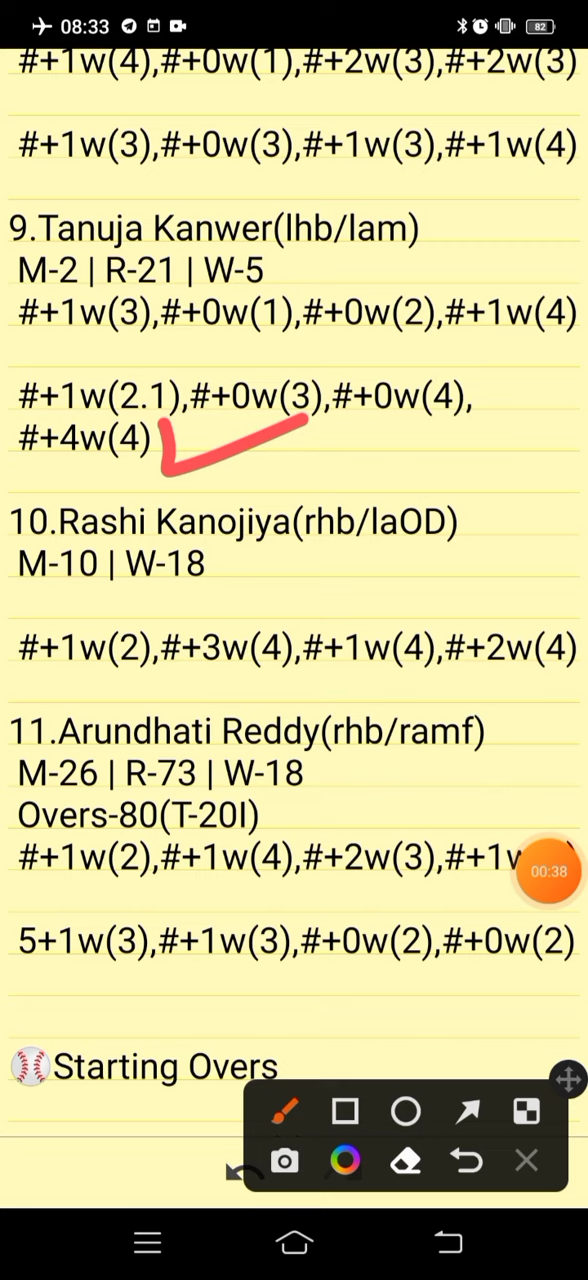 08:33
82
#+1w(4),#+0w(1),#+2w(3),#+2w(3)
#+1w(3),#+0w(3),#+1w(3),#+1w(4)
9.Tanuja Kanwer(lhb/lam)
M-2 | R-21 | W-5
#+1w(3),#+0w(1),#+0w(2),#+1w(4)
#+1w(2.1),#+0w(3),#+0w(4),
#+4w(4)
10.Rashi Kanojiya(rhb/laOD)
M-10 | W-18
#+1w(2),#+3w(4),#+1w(4),#+2w(4)
11.Arundhati Reddy(rhb/ramf)
M-26 | R-73 | W-18
Overs-80(T-20I)
#+1w(2),#+1w(4),#+2w(3),#+1w
00:38
5+1w(3),#+1w(3),#+0w(2),#+0w(2)
Starting Overs